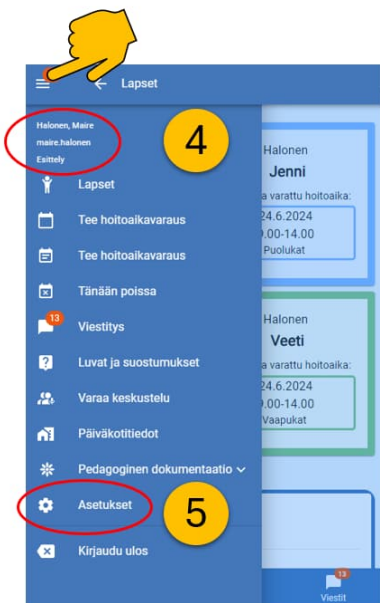 Lapset
Halonen, Maire
maire.halonen
Esittely
4
Lapset
Tee hoitoaikavaraus
Tee hoitoaikavaraus
Tänään poissa
13
Viestitys
Luvat ja suostumukset
Varaa keskustelu
Päiväkotitiedot
Pedagoginen dokumentaatio
Asetukset
5
Kirjaudu ulos
Halonen
Jenni
a varattu hoitoaika:
24.6.2024
.00-14.00
Puolukat
Halonen
Veeti
a varattu hoitoaika:
24.6.2024
.00-14.00
Vaapukat
13
Viestit